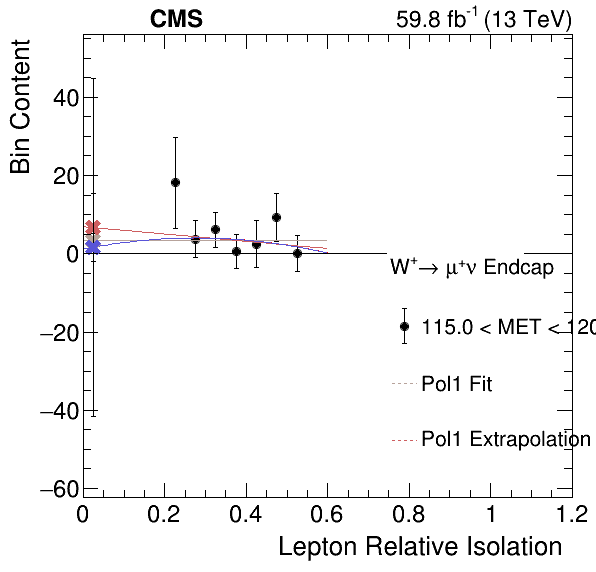 CMS 59.8 fb⁻¹ (13 TeV)
Bin Content
40
20
0
−20
−40
−60
W⁺→ μ⁺ν Endcap
115.0 < MET < 120
Pol1 Fit
Pol1 Extrapolation
0 0.2 0.4 0.6 0.8 1 1.2
Lepton Relative Isolation